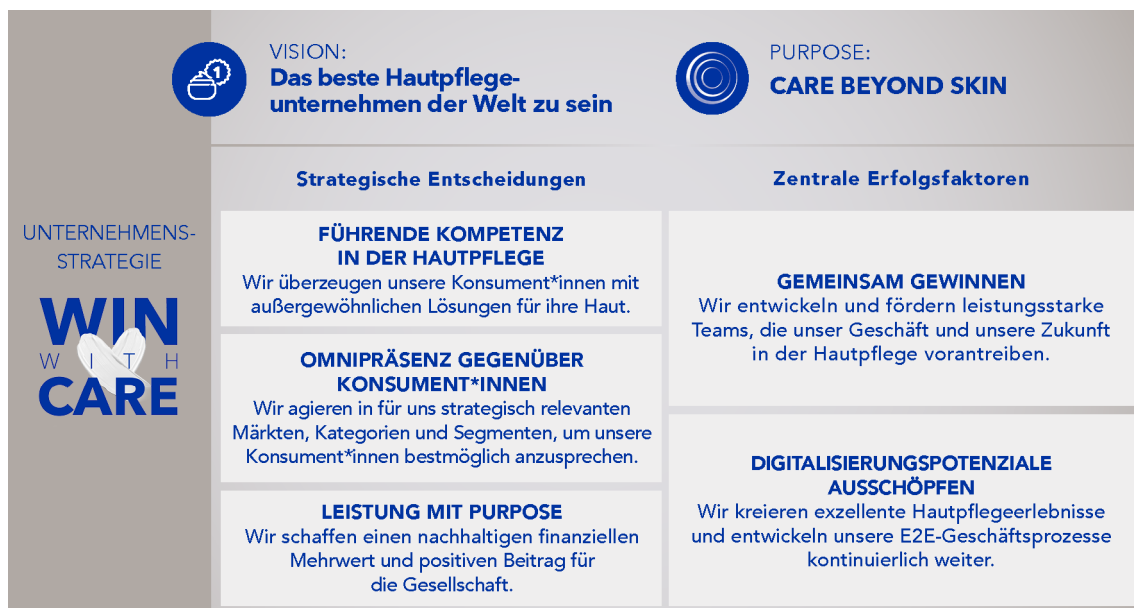 VISION:
Das beste Hautpflege-
unternehmen der Welt zu sein
1
PURPOSE:
CARE BEYOND SKIN
UNTERNEHMENS-
STRATEGIE
WIN
WITH
CARE
Strategische Entscheidungen
FÜHRENDE KOMPETENZ
IN DER HAUTPFLEGE
Wir überzeugen unsere Konsument*innen mit
außergewöhnlichen Lösungen für ihre Haut.
OMNIPRÄSENZ GEGENÜBER
KONSUMENT*INNEN
Wir agieren in für uns strategisch relevanten
Märkten, Kategorien und Segmenten, um unsere
Konsument*innen bestmöglich anzusprechen.
LEISTUNG MIT PURPOSE
Wir schaffen einen nachhaltigen finanziellen
Mehrwert und positiven Beitrag für
die Gesellschaft.
Zentrale Erfolgsfaktoren
GEMEINSAM GEWINNEN
Wir entwickeln und fördern leistungsstarke
Teams, die unser Geschäft und unsere Zukunft
in der Hautpflege vorantreiben.
DIGITALISIERUNGSPOTENZIALE
AUSSCHÖPFEN
Wir kreieren exzellente Hautpflegeerlebnisse
und entwickeln unsere E2E-Geschäftsprozesse
kontinuierlich weiter.